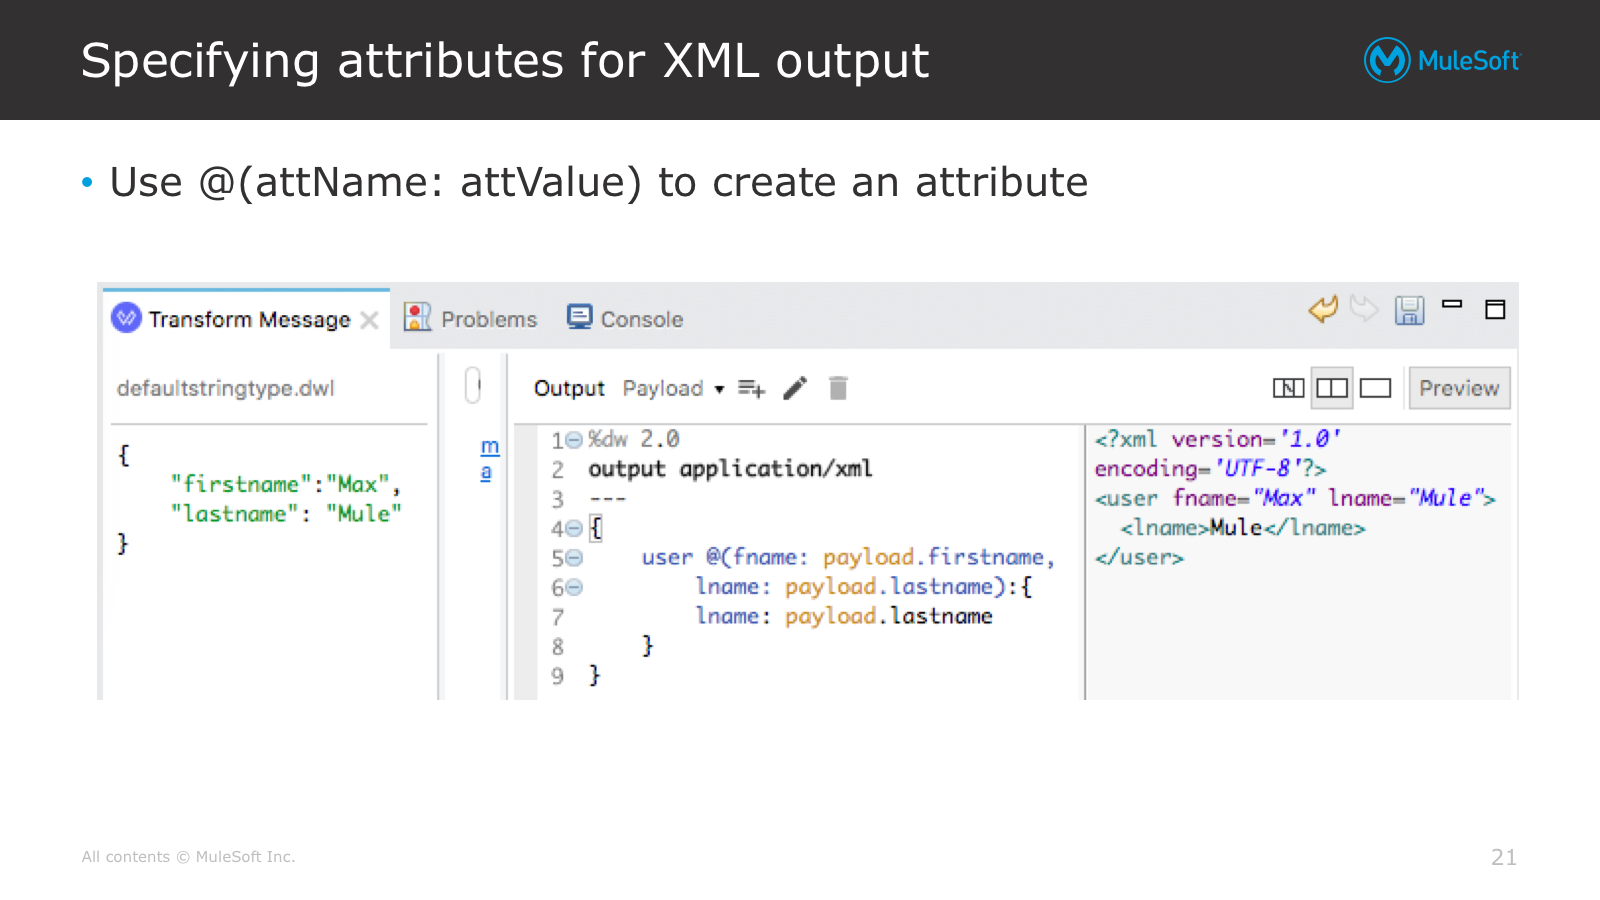 Specifying attributes for XML output
MuleSoft
• Use @(attName: attValue) to create an attribute
Transform Message
Problems
Console
defaultstringtype.dwl
{
"firstname":"Max",
"lastname": "Mule"
}
m
a
Output Payload
Preview
1 %dw 2.0
2 output application/xml
3 ---
4 {
5 user @(fname: payload.firstname,
6 lname: payload.lastname):{
7 lname: payload.lastname
8 }
9 }
<?xml version='1.0'
encoding='UTF-8'?>
<user fname="Max" lname="Mule">
<lname>Mule</lname>
</user>
All contents © MuleSoft Inc.
21